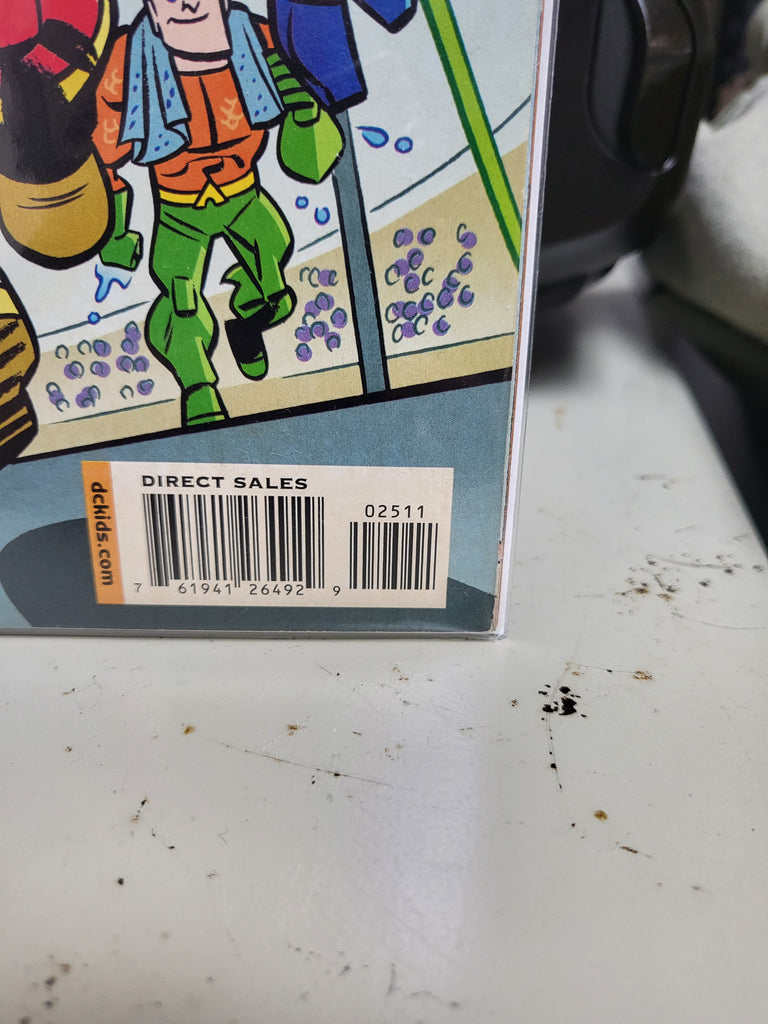 DIRECT SALES
02511
dckids.com
7 61941 26492 9